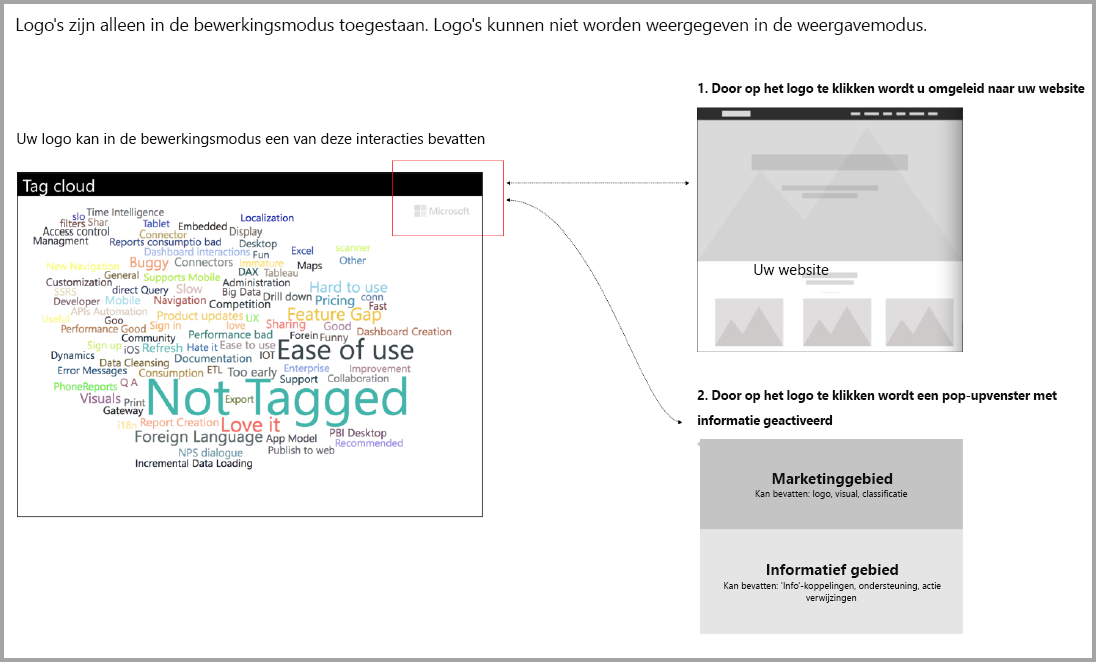 Logo's zijn alleen in de bewerkingsmodus toegestaan. Logo's kunnen niet worden weergegeven in de weergavemodus.
Uw logo kan in de bewerkingsmodus een van deze interacties bevatten
Tag cloud
Microsoft
slo Time Intelligence
filters Shar Tablet Embedded Localization
Access control Connector Display
Managment Reports consumptio bad Desktop
Dashboard interactions Fun Excel scanner
New Navigation Buggy Connectors Immature Maps Other
General Supports Mobile DAX Tableau
Customization Administration
SSRS direct Query Slow Big Data Drill down Hard to use
Developer Mobile Navigation Competition Pricing conn
APIs Automation Fast
Useful Goo Product updates UX Feature Gap
Performance Good Sign in love Sharing Good Dashboard Creation
Community Performance bad Forein Funny
Sign up iOS Refresh Hate it Ease to use Ease of use
Dynamics Documentation IOT
Data Cleansing Enterprise Improvement
Error Messages Consumption ETL Too early Support Collaboration
PhoneReports Q A
Visuals Print Not Tagged Export
Gateway
i18n Report Creation Love it
Foreign Language App Model PBI Desktop
Recommended
NPS dialogue Publish to web
Incremental Data Loading
1. Door op het logo te klikken wordt u omgeleid naar uw website
Uw website
2. Door op het logo te klikken wordt een pop-upvenster met
informatie geactiveerd
Marketinggebied
Kan bevatten: logo, visual, classificatie
Informatief gebied
Kan bevatten: 'Info'-koppelingen, ondersteuning, actie
verwijzingen